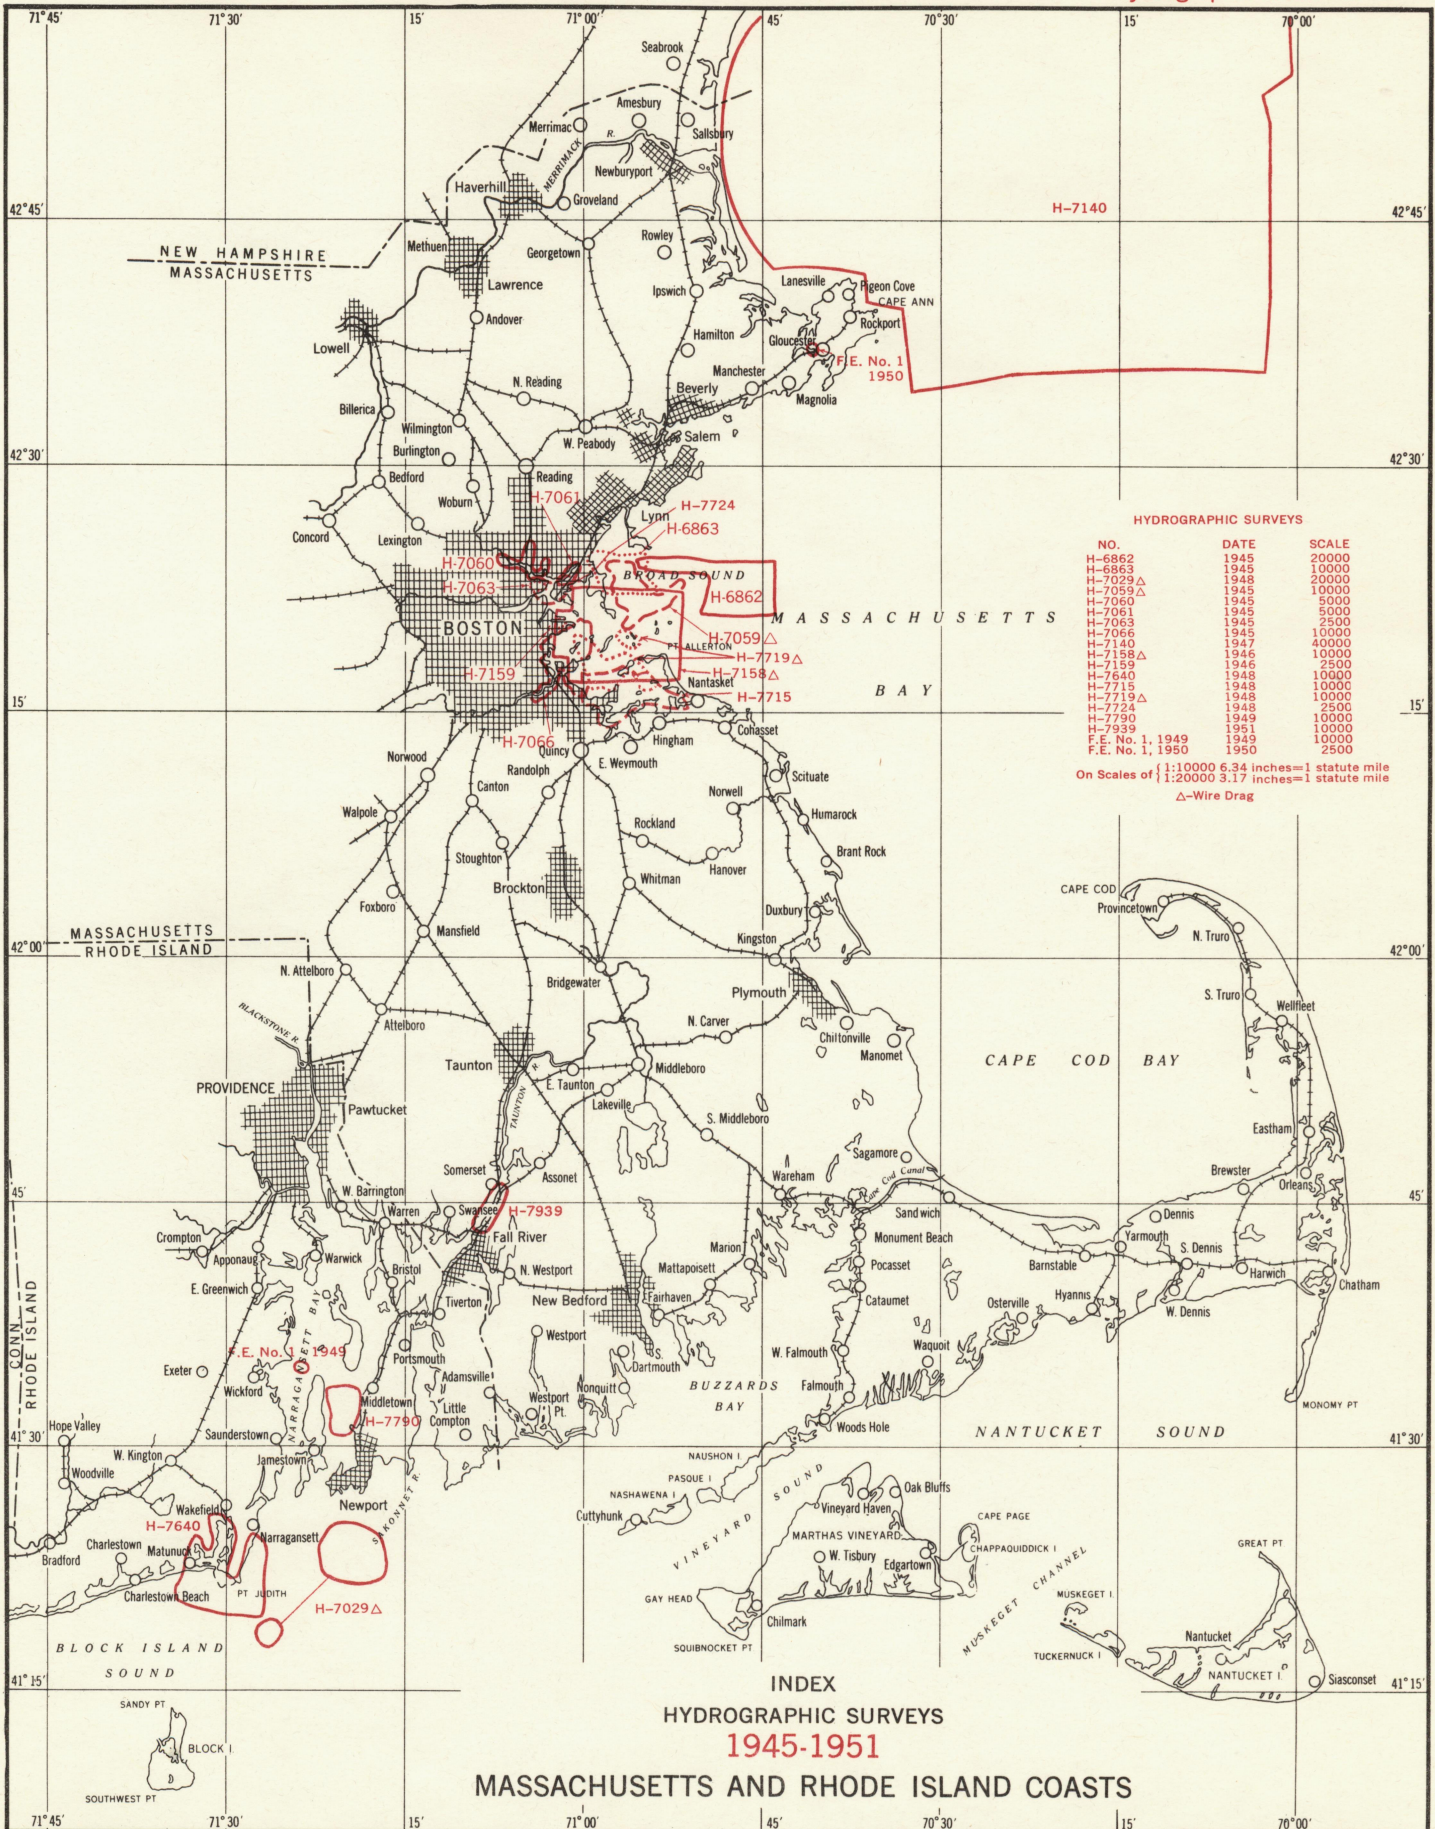 71°45'
71°30'
15'
71°00'
45'
70°30'
15'
70°00'
Seabrook
Amesbury
Merrimac
R.
Sallsbury
MERRIMACK
Newburyport
Haverhill
Groveland
42°45'
H-7140
42°45'
Rowley
Methuen
Georgetown
NEW HAMPSHIRE
MASSACHUSETTS
Lawrence
Ipswich
Lanesville
Pigeon Cove
CAPE ANN
Andover
Rockport
Lowell
Hamilton
Gloucester
F.E. No. 1
1950
Manchester
N. Reading
Beverly
Magnolia
Billerica
Wilmington
W. Peabody
Salem
Burlington
42°30'
42°30'
Bedford
Reading
Woburn
H-7061
H-7724
Lynn
H-6863
Concord
Lexington
H-7060
BROAD SOUND
H-7063
H-6862
MASSACHUSETTS
BOSTON
H-7059△
PT. ALLERTON
H-7719△
H-7159
H-7158△
Nantasket
BAY
H-7715
15'
15'
HYDROGRAPHIC SURVEYS
NO. DATE SCALE
H-6862 1945 20000
H-6863 1945 10000
H-7029△ 1948 20000
H-7059△ 1945 10000
H-7060 1945 5000
H-7061 1945 5000
H-7063 1945 2500
H-7066 1945 10000
H-7140 1947 40000
H-7158△ 1946 10000
H-7159 1946 2500
H-7640 1948 10000
H-7715 1948 10000
H-7719△ 1948 10000
H-7724 1948 2500
H-7790 1949 10000
H-7939 1951 10000
F.E. No. 1, 1949 1949 10000
F.E. No. 1, 1950 1950 2500
On Scales of { 1:10000 6.34 inches=1 statute mile
1:20000 3.17 inches=1 statute mile
△-Wire Drag
H-7066
Quincy
Hingham
Cohasset
Norwood
Randolph
E. Weymouth
Canton
Scituate
Norwell
Walpole
Rockland
Humarock
Stoughton
Hanover
Brant Rock
Brockton
Whitman
CAPE COD
Foxboro
Provincetown
Duxbury
MASSACHUSETTS
RHODE ISLAND
Mansfield
N. Truro
Kingston
42°00'
42°00'
N. Attelboro
Bridgewater
Plymouth
S. Truro
BLACKSTONE R.
Wellfleet
Attelboro
N. Carver
Chiltonville
Manomet
CAPE COD BAY
Taunton
R.
Middleboro
PROVIDENCE
E. Taunton
Pawtucket
TAUNTON
Lakeville
S. Middleboro
Eastham
Sagamore
Somerset
Assonet
Wareham
Cape Cod Canal
Brewster
Orleans
W. Barrington
45'
45'
Warren
Swansee
H-7939
Sandwich
Dennis
Crompton
Fall River
Monument Beach
Yarmouth
Apponaug
Warwick
Marion
S. Dennis
Bristol
N. Westport
Mattapoisett
Pocasset
Barnstable
Harwich
Chatham
E. Greenwich
Tiverton
New Bedford
Fairhaven
Cataumet
Hyannis
W. Dennis
CONN.
RHODE ISLAND
Osterville
F.E. No. 1 1949
NARRAGANSETT BAY
Portsmouth
Westport
S.
Dartmouth
W. Falmouth
Waquoit
Exeter
Wickford
Middletown
Adamsville
Nonquitt
BUZZARDS
BAY
Falmouth
H-7790
Little
Compton
Westport
Pt.
MONOMY PT
Hope Valley
Saunderstown
Woods Hole
NANTUCKET SOUND
41°30'
W. Kington
Jamestown
NAUSHON I
Woodville
PASQUE I
NASHAWENA I
Newport
SAKONNET R.
VINEYARD SOUND
Oak Bluffs
Vineyard Haven
Wakefield
Cuttyhunk
CAPE PAGE
H-7640
Narragansett
MARTHAS VINEYARD
Bradford
Charlestown
Matunuck
W. Tisbury
Edgartown
CHAPPAQUIDDICK I
GREAT PT.
Charlestown Beach
PT JUDITH
MUSKEGET CHANNEL
H-7029△
GAY HEAD
MUSKEGET I.
Chilmark
BLOCK ISLAND
SOUND
SQUIBNOCKET PT
TUCKERNUCK I
Nantucket
NANTUCKET I.
Siasconset
41°15'
41°15'
41°30'
SANDY PT
BLOCK I.
SOUTHWEST PT
INDEX
HYDROGRAPHIC SURVEYS
1945-1951
MASSACHUSETTS AND RHODE ISLAND COASTS
71°45'
71°30'
15'
71°00'
45'
70°30'
15'
70°00'